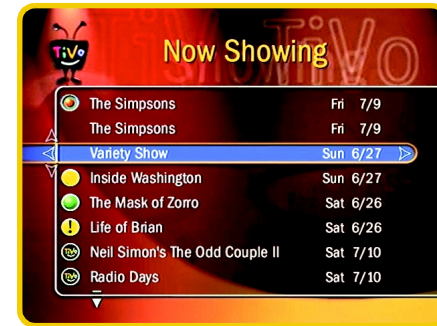 TiVo
Now Showing
The Simpsons Fri 7/9
The Simpsons Fri 7/9
Variety Show Sun 6/27
Inside Washington Sun 6/27
The Mask of Zorro Sat 6/26
! Life of Brian Sat 6/26
TiVo Neil Simon's The Odd Couple II Sat 7/10
TiVo Radio Days Sat 7/10